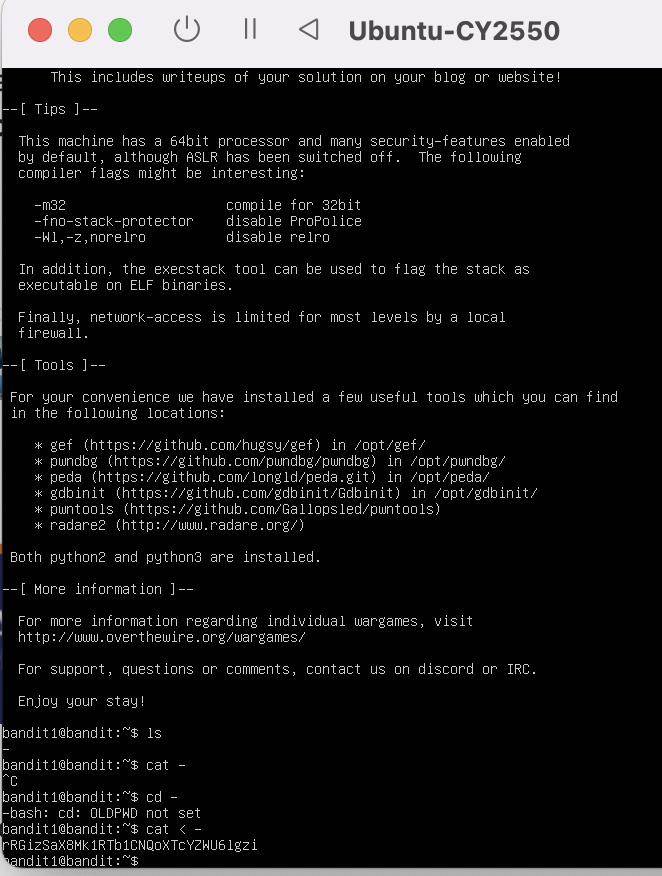 Ubuntu-CY2550
This includes writeups of your solution on your blog or website!
--[ Tips ]--
This machine has a 64bit processor and many security-features enabled
by default, although ASLR has been switched off.  The following
compiler flags might be interesting:
-m32                    compile for 32bit
-fno-stack-protector    disable ProPolice
-Wl,-z,norelro          disable relro
In addition, the execstack tool can be used to flag the stack as
executable on ELF binaries.
Finally, network-access is limited for most levels by a local
firewall.
--[ Tools ]--
For your convenience we have installed a few useful tools which you can find
in the following locations:
* gef (https://github.com/hugsy/gef) in /opt/gef/
* pwndbg (https://github.com/pwndbg/pwndbg) in /opt/pwndbg/
* peda (https://github.com/longld/peda.git) in /opt/peda/
* gdbinit (https://github.com/gdbinit/Gdbinit) in /opt/gdbinit/
* pwntools (https://github.com/Gallopsled/pwntools)
* radare2 (http://www.radare.org/)
Both python2 and python3 are installed.
--[ More information ]--
For more information regarding individual wargames, visit
http://www.overthewire.org/wargames/
For support, questions or comments, contact us on discord or IRC.
Enjoy your stay!
bandit1@bandit:~$ ls
-
bandit1@bandit:~$ cat -
^C
bandit1@bandit:~$ cd -
-bash: cd: OLDPWD not set
bandit1@bandit:~$ cat < -
rRGizSaX8Mk1RTb1CNQoXTcYZWU6lgzi
bandit1@bandit:~$